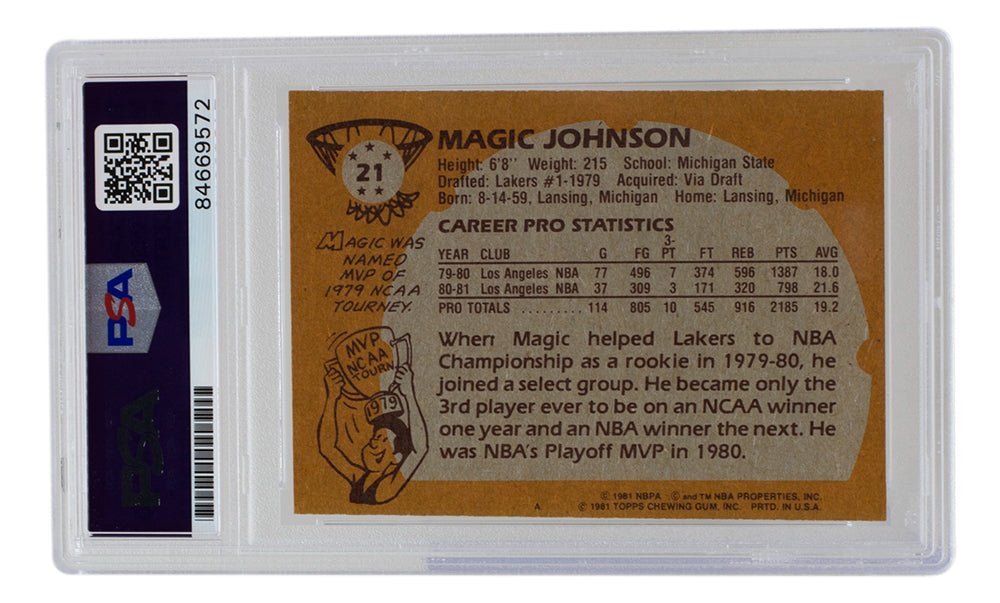 84669572
PSA
PSA
21
MAGIC JOHNSON
Height: 6'8'' Weight: 215 School: Michigan State
Drafted: Lakers #1-1979 Acquired: Via Draft
Born: 8-14-59, Lansing, Michigan Home: Lansing, Michigan
MAGIC WAS
NAMED
MVP OF
1979 NCAA
TOURNEY.
MVP
NCAA
TOURN
1979
CAREER PRO STATISTICS
YEAR CLUB G FG 3-PT FT REB PTS AVG
79-80 Los Angeles NBA 77 496 7 374 596 1387 18.0
80-81 Los Angeles NBA 37 309 3 171 320 798 21.6
PRO TOTALS .......... 114 805 10 545 916 2185 19.2
When Magic helped Lakers to NBA
Championship as a rookie in 1979-80, he
joined a select group. He became only the
3rd player ever to be on an NCAA winner
one year and an NBA winner the next. He
was NBA's Playoff MVP in 1980.
© 1981 NBPA © and TM NBA PROPERTIES, INC.
A. © 1981 TOPPS CHEWING GUM, INC. PRTD. IN U.S.A.